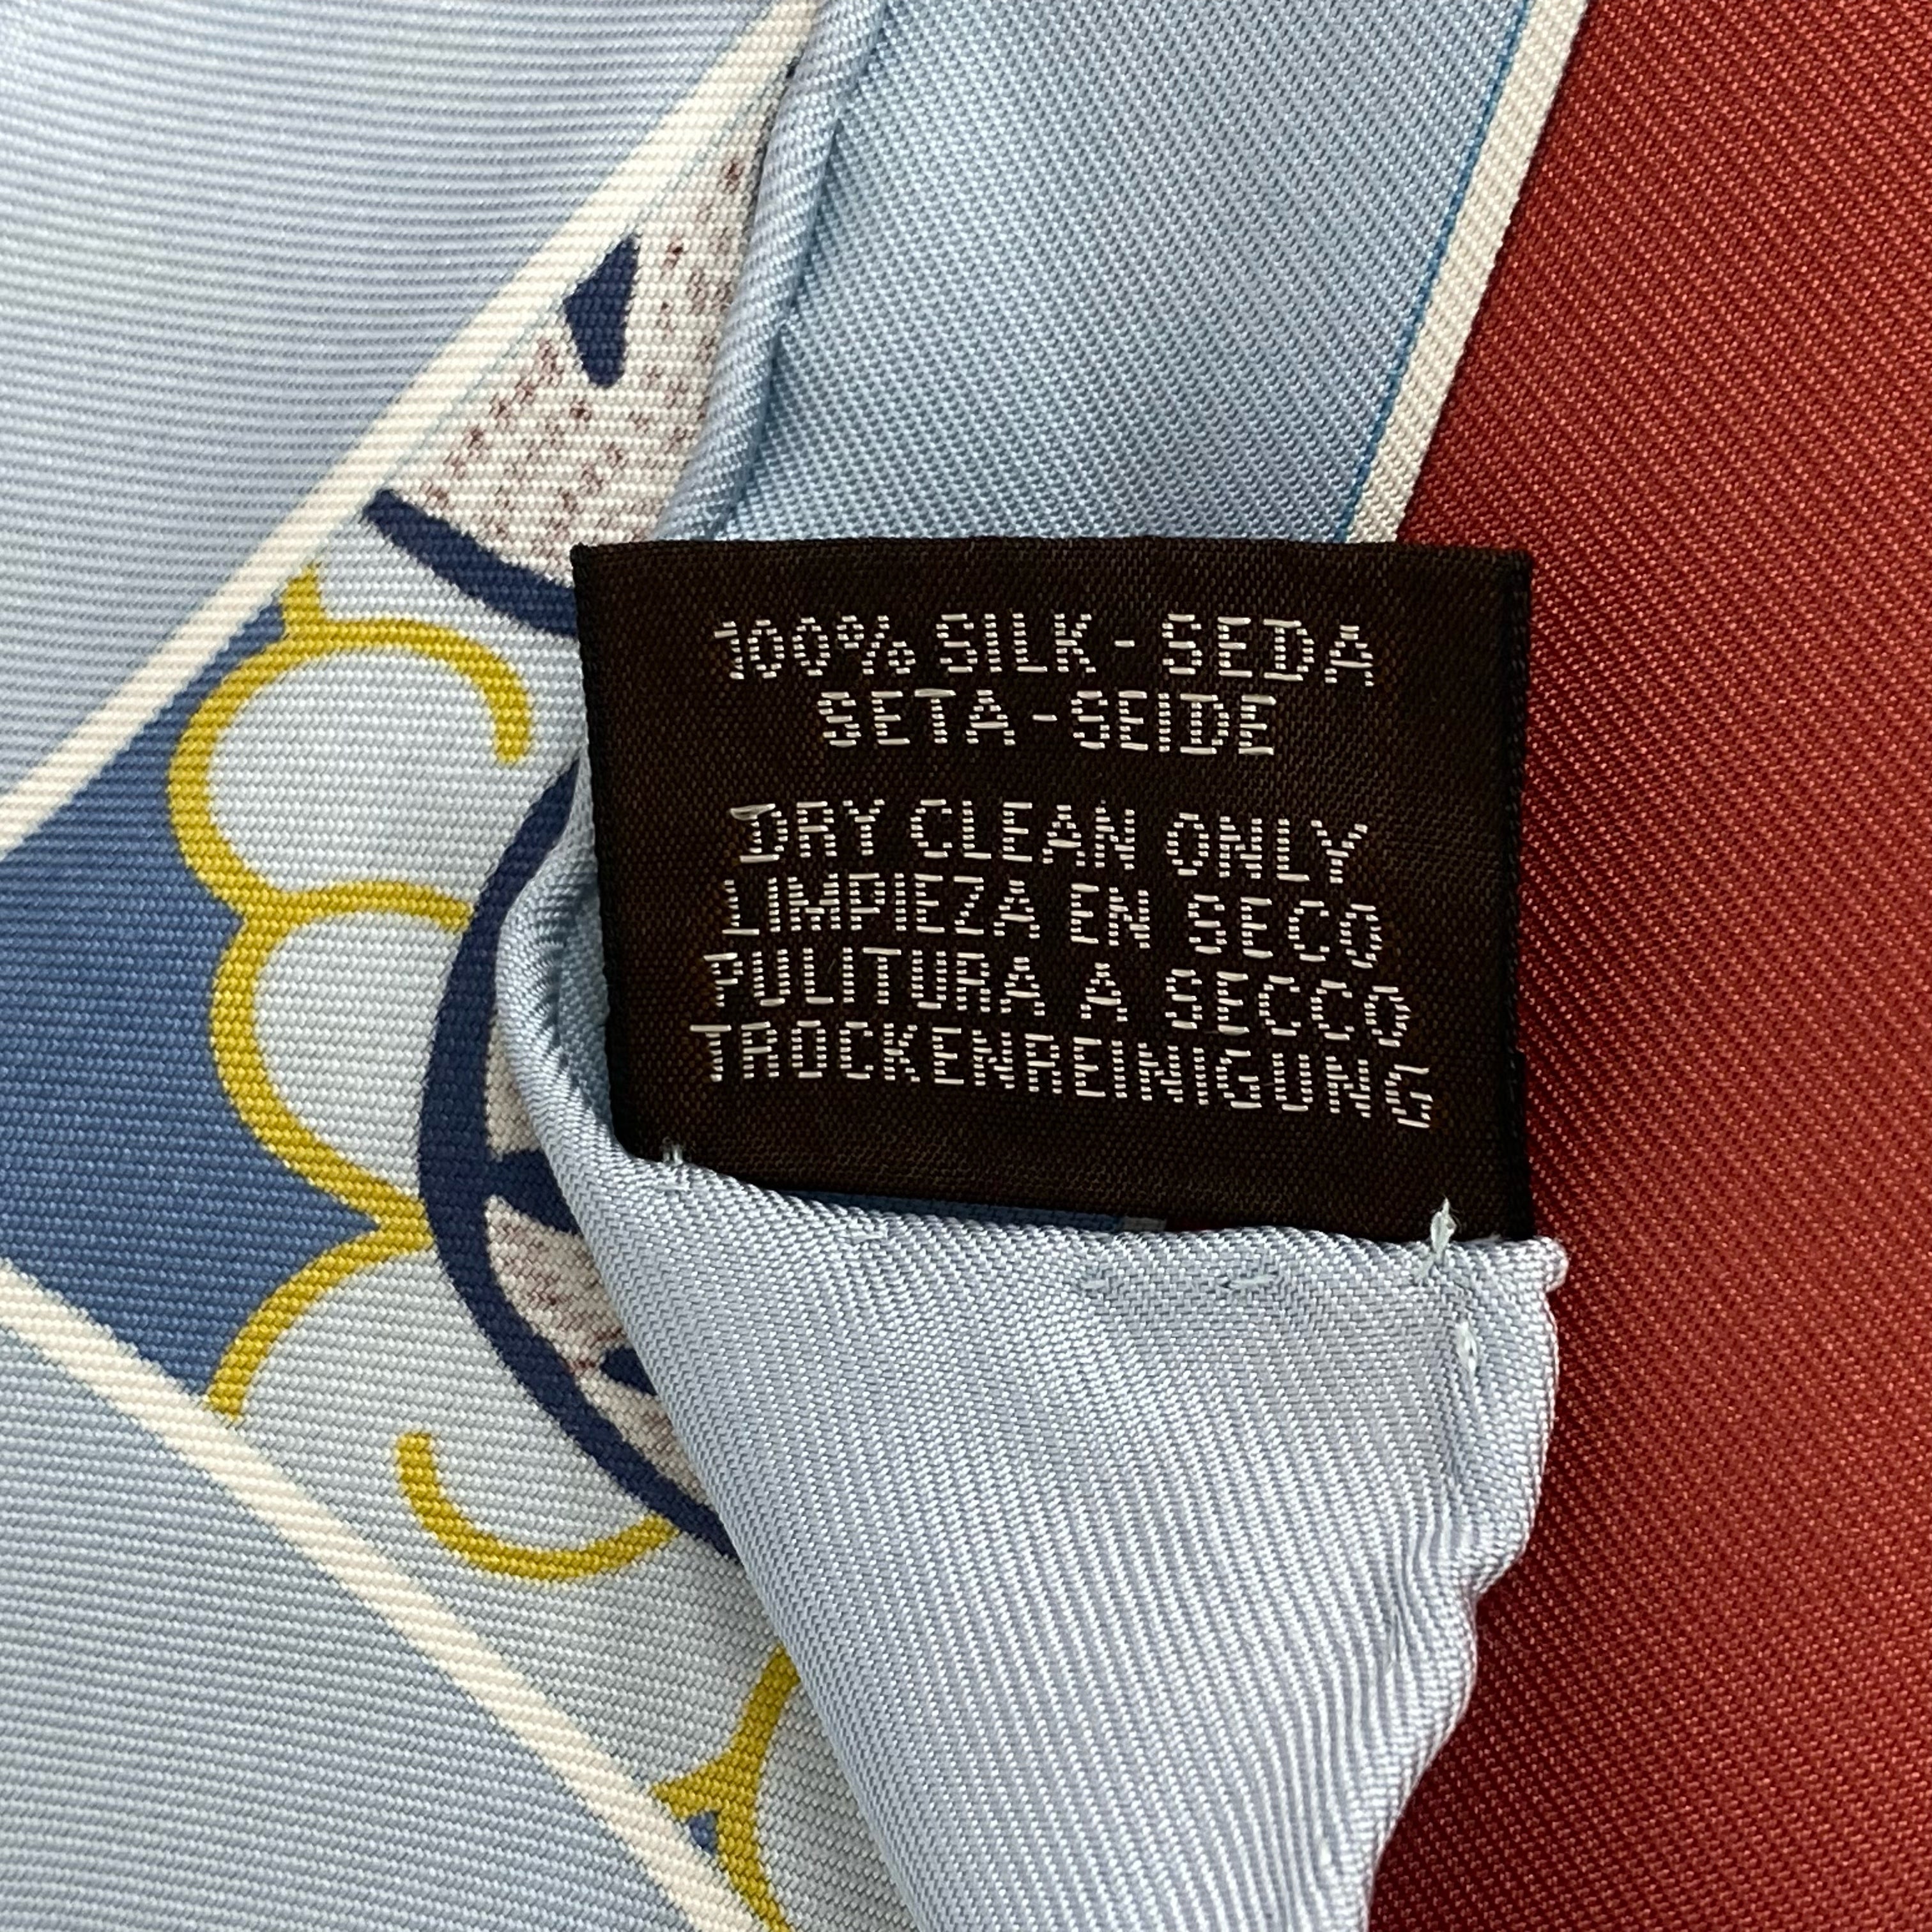 100% SILK - SEDA
SETA - SEIDE
DRY CLEAN ONLY
LIMPIEZA EN SECO
PULITURA A SECCO
TROCKENREINIGUNG